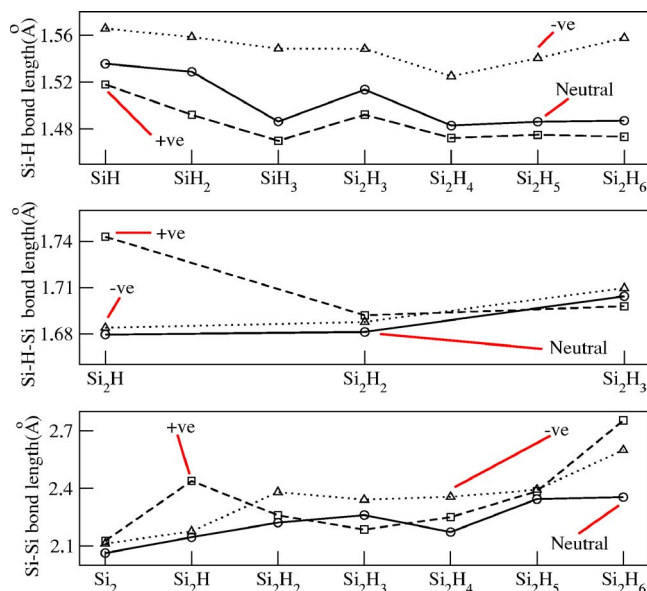 Si-H bond length(Å)
1.56
1.52
1.48
-ve
Neutral
+ve
SiH SiH₂ SiH₃ Si₂H₃ Si₂H₄ Si₂H₅ Si₂H₆
Si-H-Si bond length(Å)
1.74
1.71
1.68
+ve
-ve
Neutral
Si₂H Si₂H₂ Si₂H₃
Si-Si bond length(Å)
2.7
2.4
2.1
+ve
-ve
Neutral
Si₂ Si₂H Si₂H₂ Si₂H₃ Si₂H₄ Si₂H₅ Si₂H₆